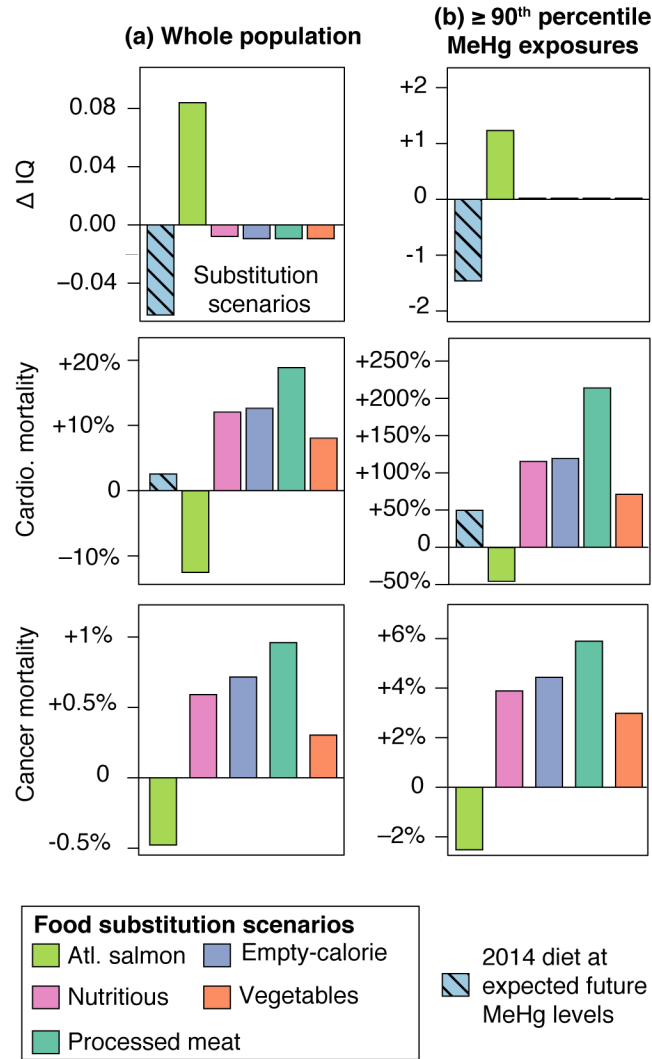 (a) Whole population
(b) ≥ 90th percentile
MeHg exposures
Δ IQ
0.08
0.04
0.00
−0.04
Substitution
scenarios
+2
+1
0
-1
-2
Cardio. mortality
+20%
+10%
0
−10%
+250%
+200%
+150%
+100%
+50%
0
−50%
Cancer mortality
+1%
+0.5%
0
-0.5%
+6%
+4%
+2%
0
−2%
Food substitution scenarios
Atl. salmon
Empty-calorie
Nutritious
Vegetables
Processed meat
2014 diet at
expected future
MeHg levels